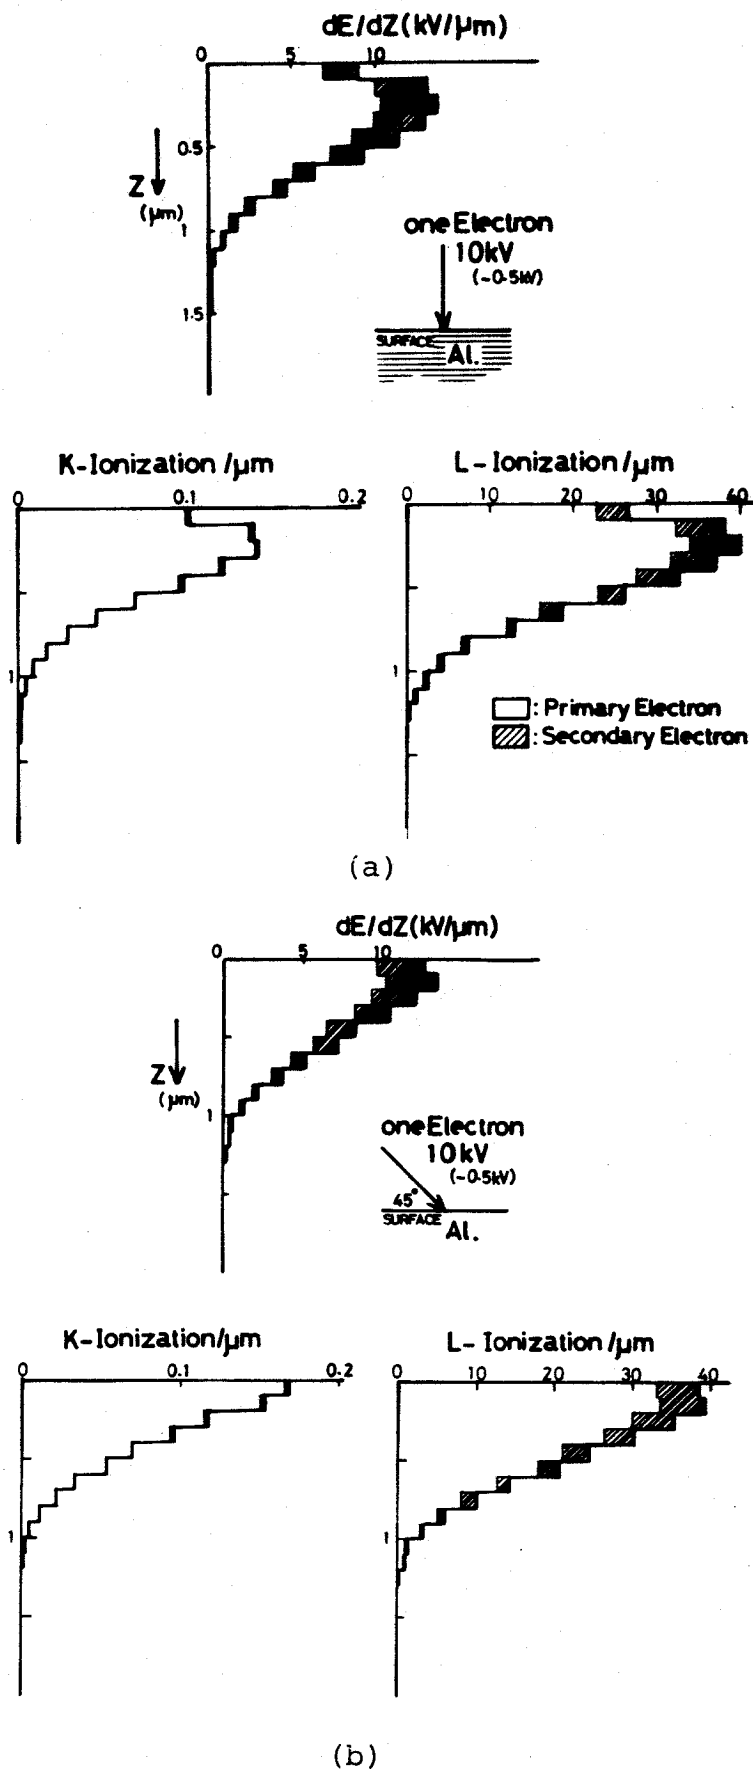 dE/dZ(kV/μm)
0 5 10
0.5
Z
(μm)
1
1.5
one Electron
10kV
(~0.5kV)
SURFACE
Al.
K-Ionization /μm
0 0.1 0.2
1
L- Ionization /μm
0 10 20 30 40
1
: Primary Electron
: Secondary Electron
(a)
dE/dZ(kV/μm)
0 5 10
Z
(μm)
1
one Electron
10kV
(~0.5kV)
45°
SURFACE
Al.
K-Ionization/μm
0 0.1 0.2
1
L- Ionization /μm
0 10 20 30 40
1
(b)